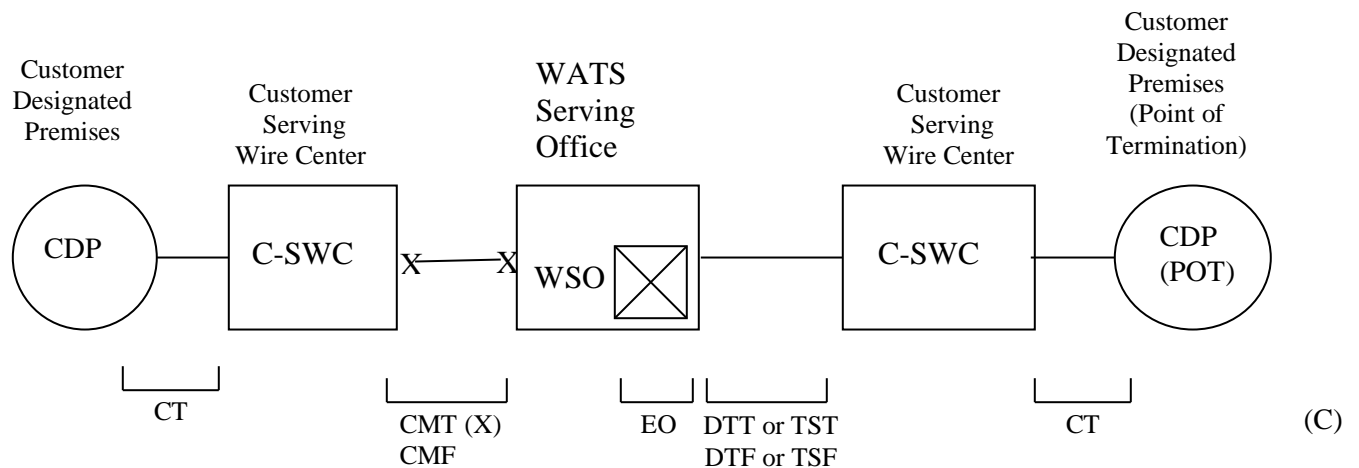 Customer
Designated
Premises
Customer
Serving
Wire Center
WATS
Serving
Office
Customer
Serving
Wire Center
Customer
Designated
Premises
(Point of
Termination)
CDP
C-SWC
X
X
WSO
C-SWC
CDP
(POT)
CT
CMT (X)
CMF
EO
DTT or TST
DTF or TSF
CT
(C)